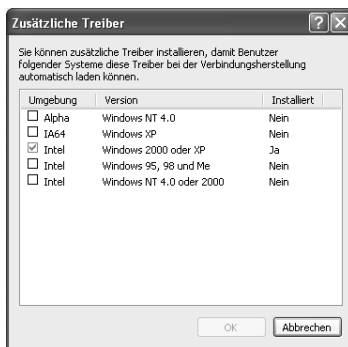 Zusätzliche Treiber
Sie können zusätzliche Treiber installieren, damit Benutzer
folgender Systeme diese Treiber bei der Verbindungsherstellung
automatisch laden können.
Umgebung Version Installiert
Alpha Windows NT 4.0 Nein
IA64 Windows XP Nein
Intel Windows 2000 oder XP Ja
Intel Windows 95, 98 und Me Nein
Intel Windows NT 4.0 oder 2000 Nein
OK Abbrechen